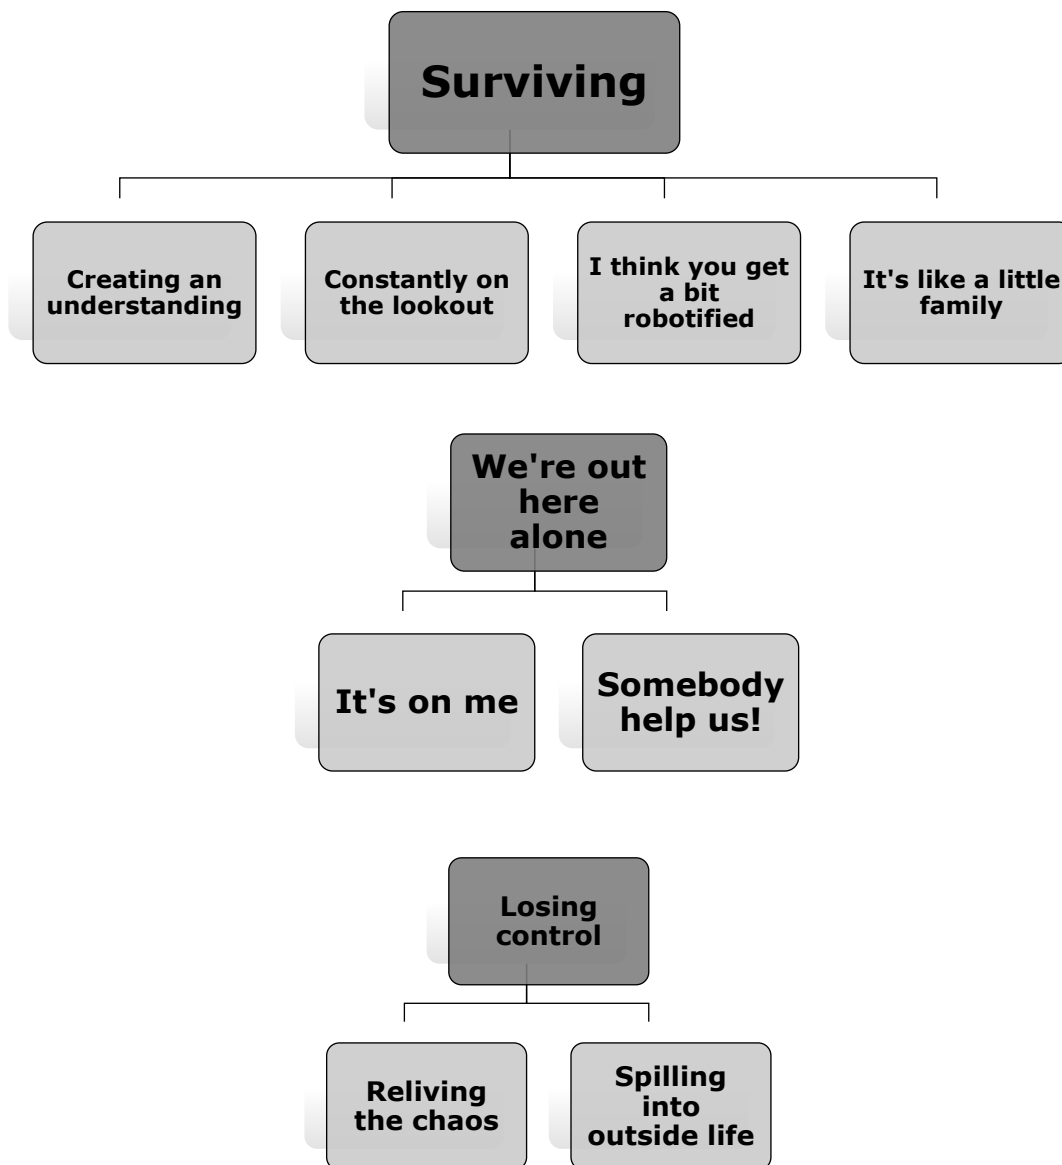 Surviving
Creating an
understanding
Constantly on
the lookout
I think you get
a bit
robotified
It's like a little
family
We're out
here
alone
It's on me
Somebody
help us!
Losing
control
Reliving
the chaos
Spilling
into
outside life